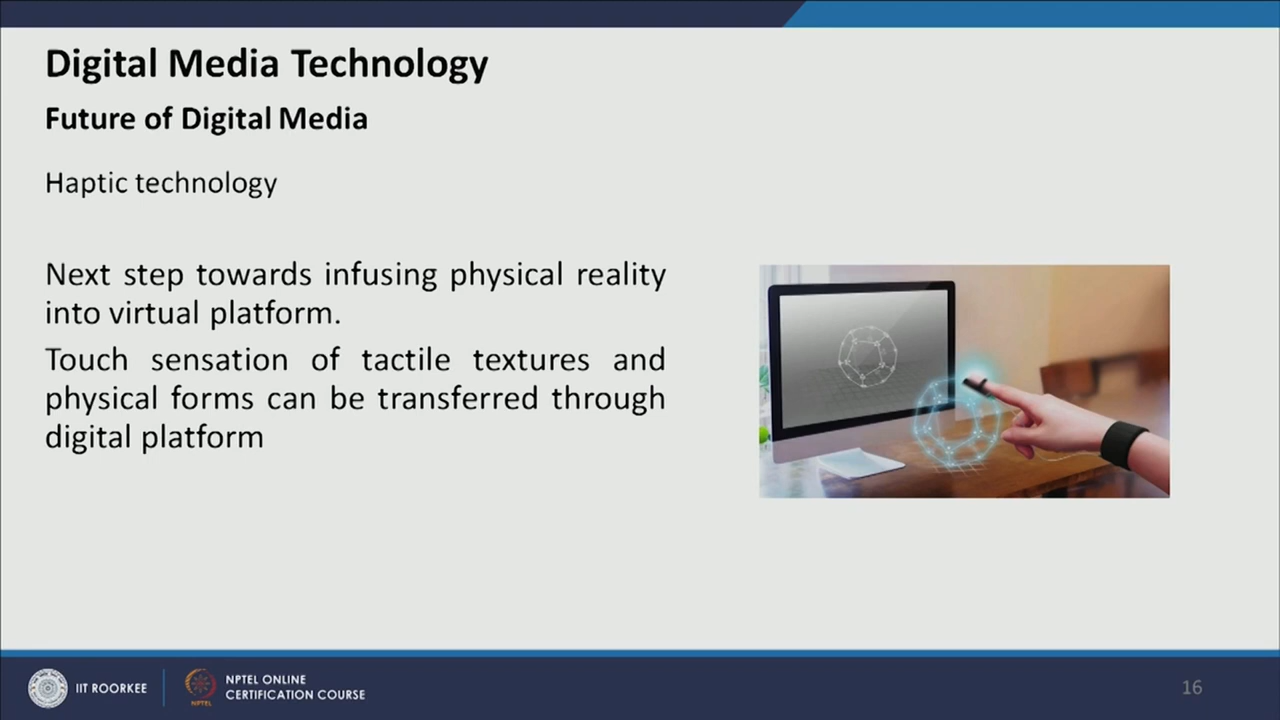 Digital Media Technology
Future of Digital Media
Haptic technology
Next step towards infusing physical reality
into virtual platform.
Touch sensation of tactile textures and
physical forms can be transferred through
digital platform
IIT ROORKEE
NPTEL
NPTEL ONLINE
CERTIFICATION COURSE
16